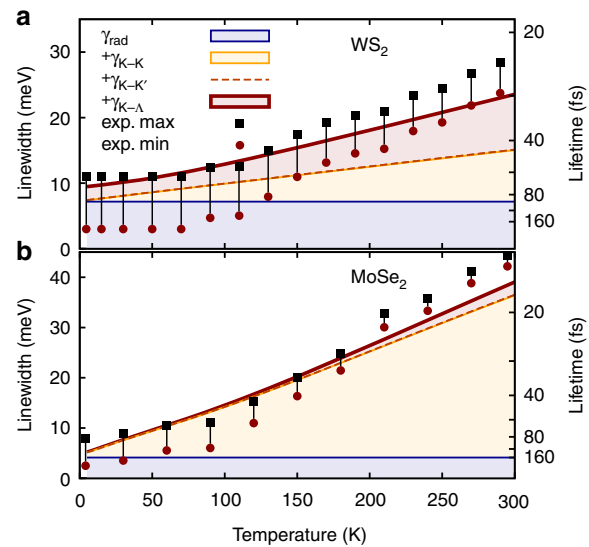 a
WS₂
γrad
+γK–K
+γK–K′
+γK–Λ
exp. max
exp. min
Linewidth (meV)
30
20
10
0
20
40
80
160
Lifetime (fs)
b
MoSe₂
Linewidth (meV)
40
30
20
10
0
20
40
80
160
Lifetime (fs)
0 50 100 150 200 250 300
Temperature (K)